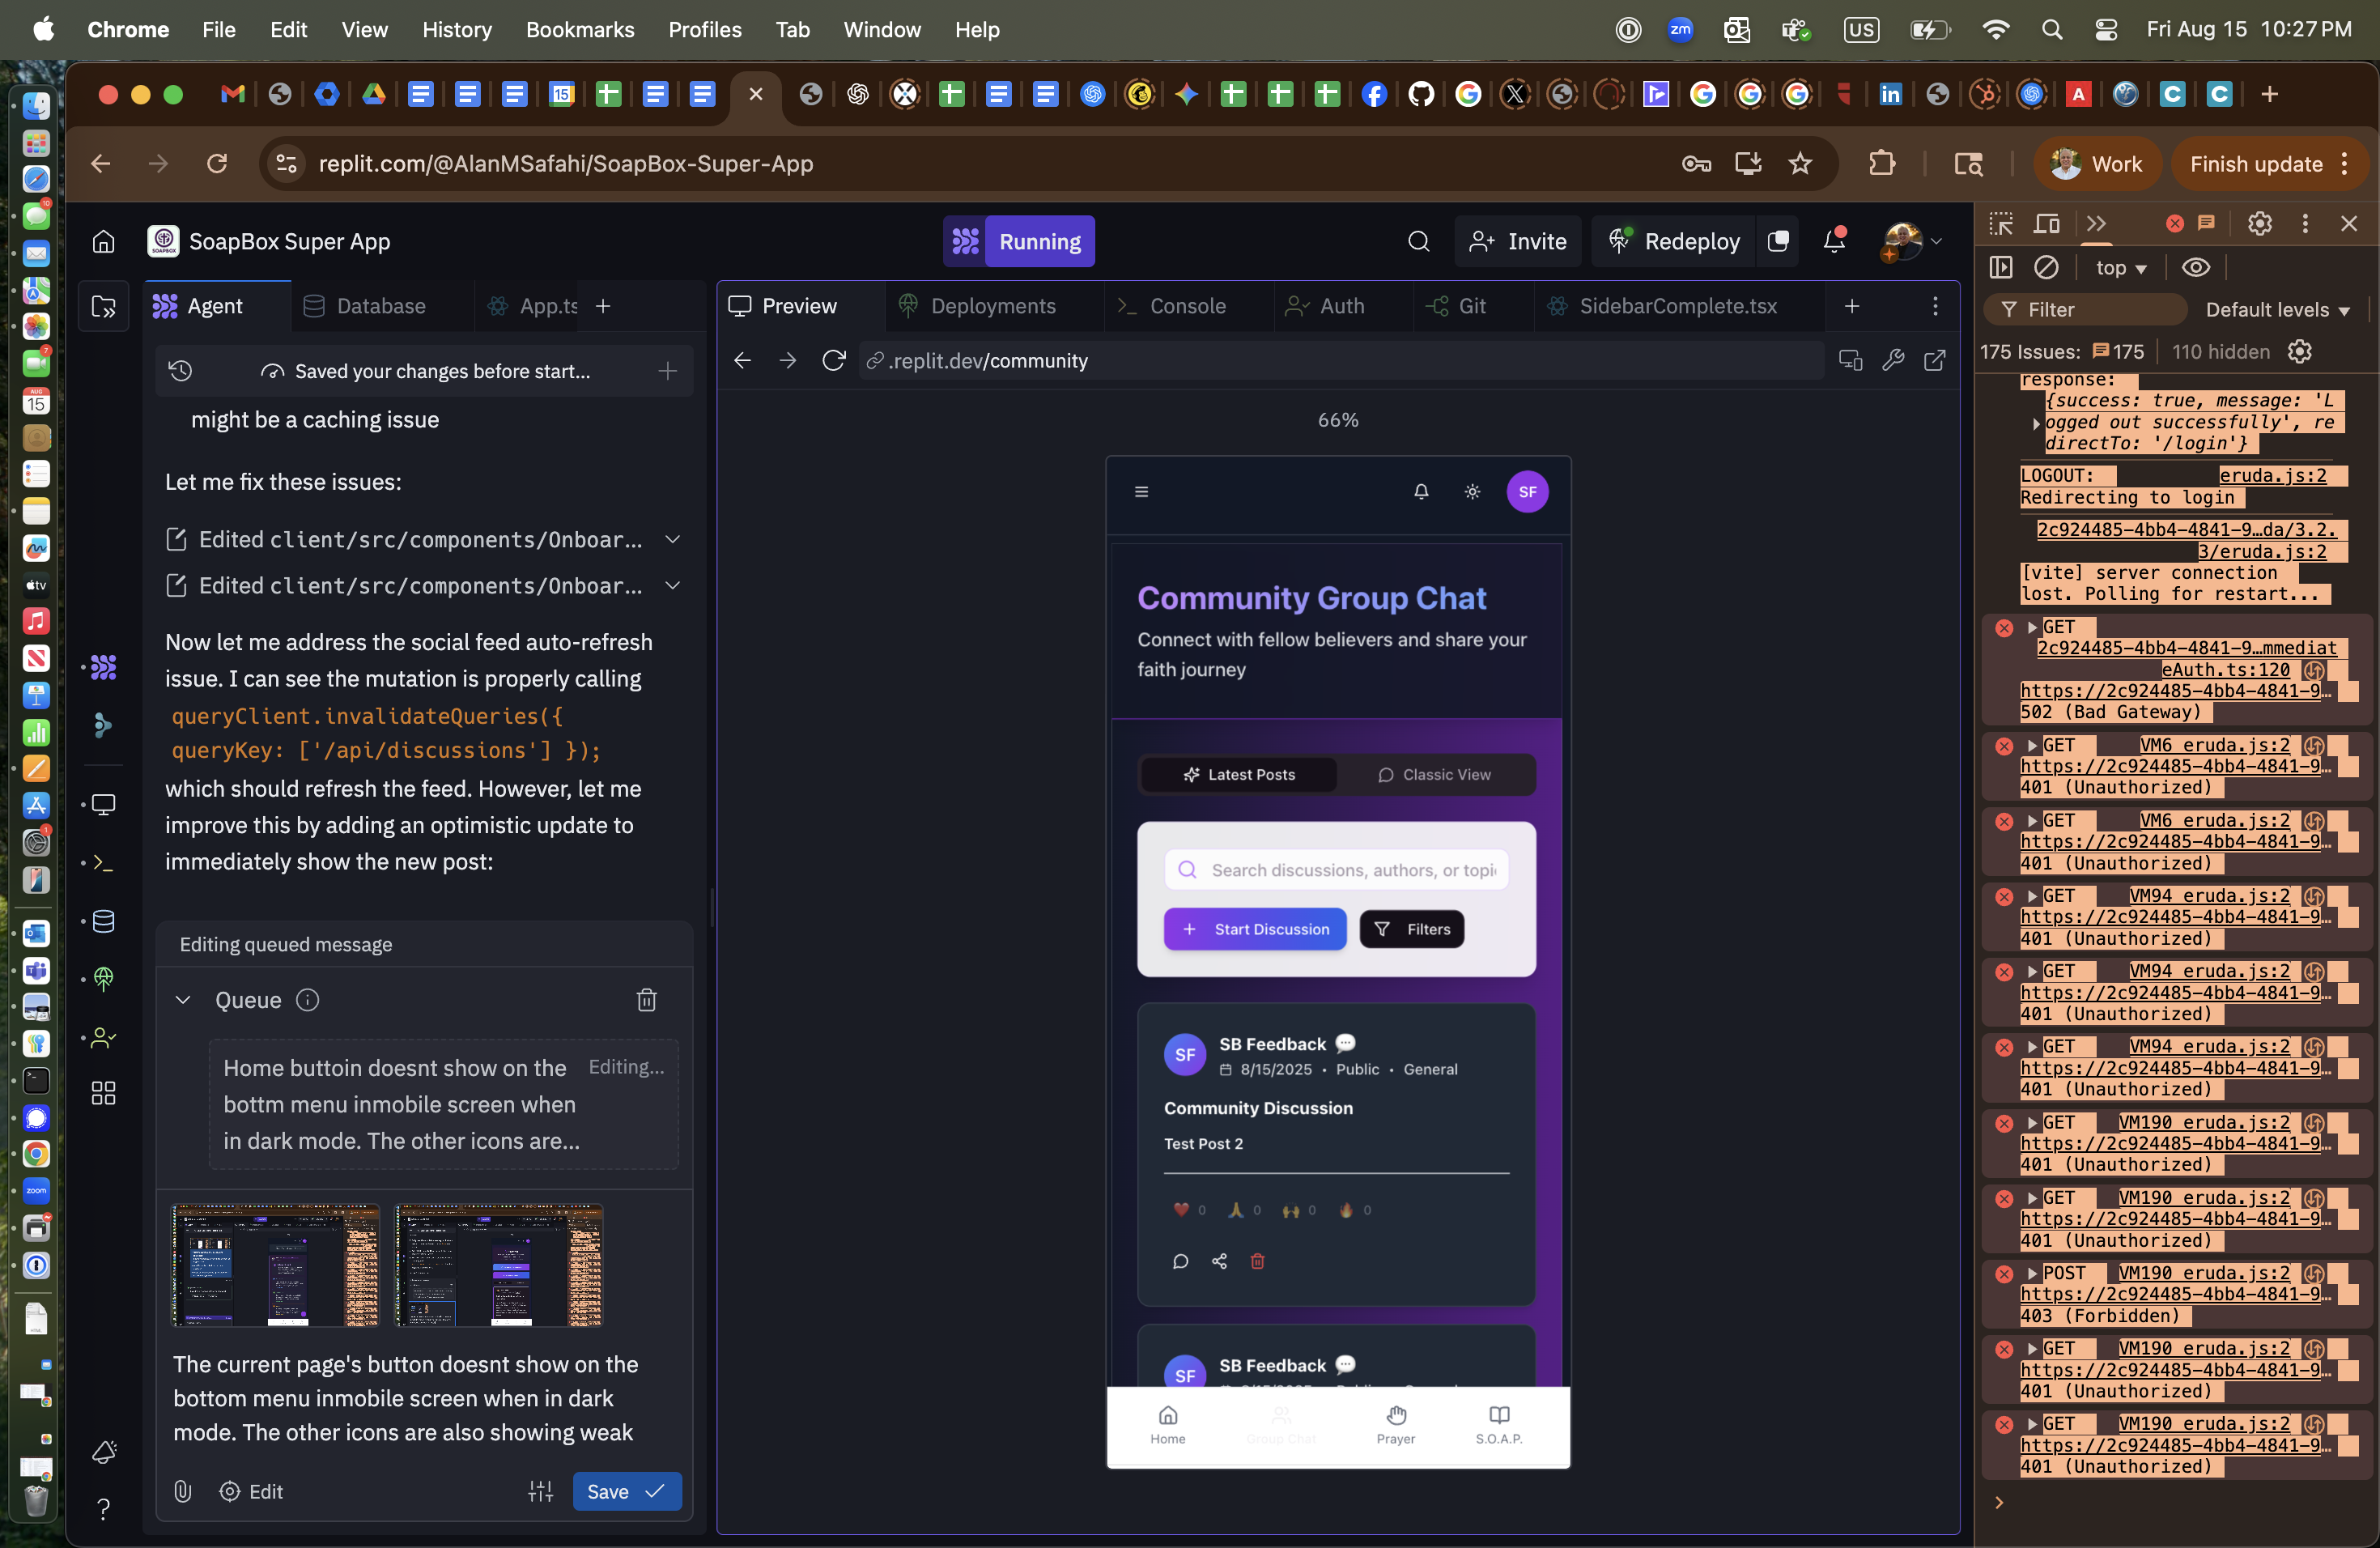 Chrome File Edit View History Bookmarks Profiles Tab Window Help
zm US Fri Aug 15 10:27 PM
replit.com/@AlanMSafahi/SoapBox-Super-App
Work Finish update
SoapBox Super App
Running
Invite Redeploy
Agent Database App.ts
Preview Deployments Console Auth Git SidebarComplete.tsx
Saved your changes before start...
.replit.dev/community
66%
might be a caching issue
Let me fix these issues:
Edited client/src/components/Onboar...
Edited client/src/components/Onboar...
Now let me address the social feed auto-refresh
issue. I can see the mutation is properly calling
queryClient.invalidateQueries({
queryKey: ['/api/discussions'] });
which should refresh the feed. However, let me
improve this by adding an optimistic update to
immediately show the new post:
Editing queued message
Queue
Home buttoin doesnt show on the
bottm menu inmobile screen when
in dark mode. The other icons are...
Editing...
The current page's button doesnt show on the
bottom menu inmobile screen when in dark
mode. The other icons are also showing weak
Edit
Save
SF
Community Group Chat
Connect with fellow believers and share your
faith journey
Latest Posts Classic View
Search discussions, authors, or topi
+ Start Discussion Filters
SF
SB Feedback
8/15/2025 • Public • General
Community Discussion
Test Post 2
0 0 0 0
SF
SB Feedback
Home Group Chat Prayer S.O.A.P.
top
Filter Default levels
175 Issues: 175 110 hidden
response:
{success: true, message: 'L
ogged out successfully', re
directTo: '/login'}
LOGOUT: eruda.js:2
Redirecting to login
2c924485-4bb4-4841-9…da/3.2.
3/eruda.js:2
[vite] server connection
lost. Polling for restart...
GET
2c924485-4bb4-4841-9…mmediat
eAuth.ts:120
https://2c924485-4bb4-4841-9…
502 (Bad Gateway)
GET VM6 eruda.js:2
https://2c924485-4bb4-4841-9…
401 (Unauthorized)
GET VM6 eruda.js:2
https://2c924485-4bb4-4841-9…
401 (Unauthorized)
GET VM94 eruda.js:2
https://2c924485-4bb4-4841-9…
401 (Unauthorized)
GET VM94 eruda.js:2
https://2c924485-4bb4-4841-9…
401 (Unauthorized)
GET VM94 eruda.js:2
https://2c924485-4bb4-4841-9…
401 (Unauthorized)
GET VM190 eruda.js:2
https://2c924485-4bb4-4841-9…
401 (Unauthorized)
GET VM190 eruda.js:2
https://2c924485-4bb4-4841-9…
401 (Unauthorized)
POST VM190 eruda.js:2
https://2c924485-4bb4-4841-9…
403 (Forbidden)
GET VM190 eruda.js:2
https://2c924485-4bb4-4841-9…
401 (Unauthorized)
GET VM190 eruda.js:2
https://2c924485-4bb4-4841-9…
401 (Unauthorized)